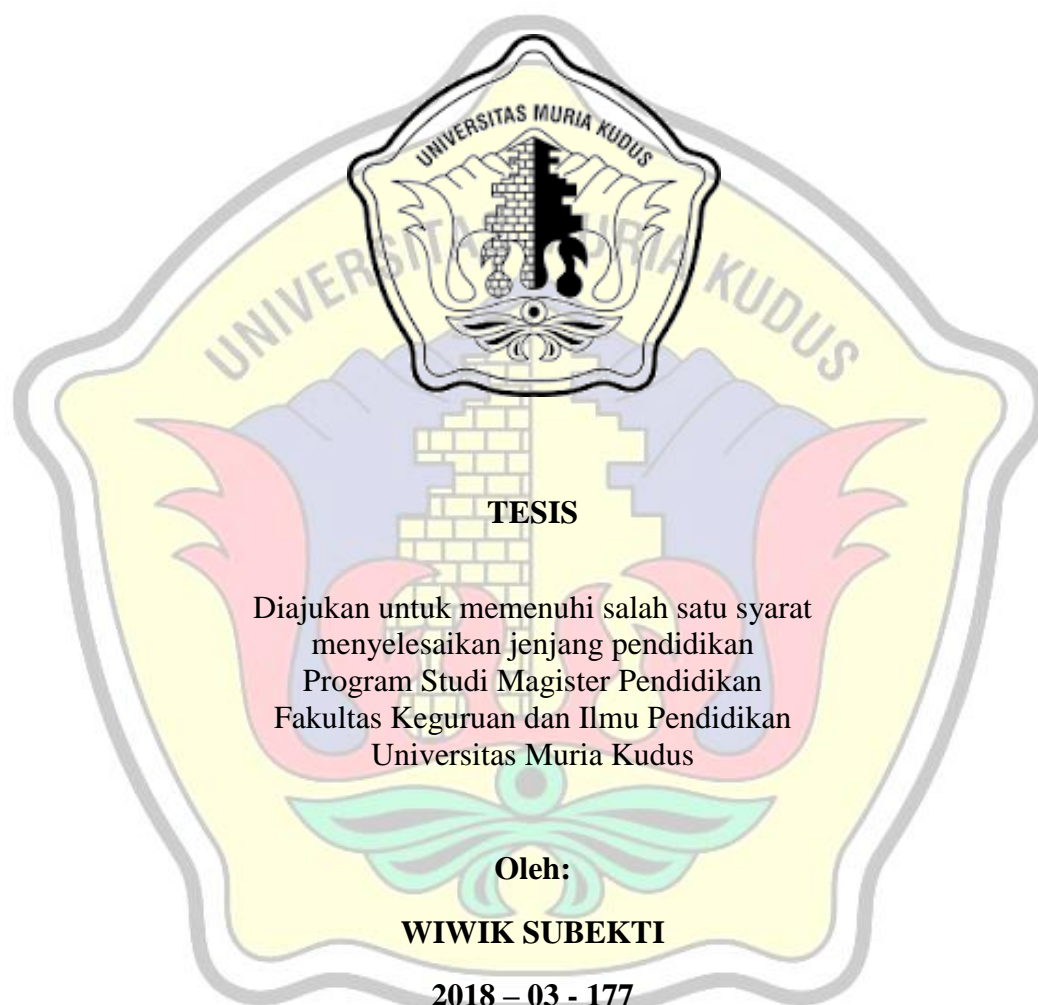 UNIVERSITAS MURIA KUDUS
UNIVERSITAS MURIA KUDUS
TESIS
Diajukan untuk memenuhi salah satu syarat
menyelesaikan jenjang pendidikan
Program Studi Magister Pendidikan
Fakultas Keguruan dan Ilmu Pendidikan
Universitas Muria Kudus
Oleh:
WIWIK SUBEKTI
2018 – 03 - 177